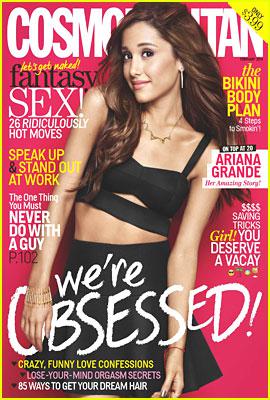 COSMOPOLITAN
ONLY
$3.99
FEBRUARY 2014
let's get naked!
fantasy
SEX!
26 RIDICULOUSLY
HOT MOVES
SPEAK UP
& STAND OUT
AT WORK
The One Thing
You Must
NEVER
DO WITH
A GUY
P.102
the
BIKINI
BODY
PLAN
4 Steps
to Smokin'!
ON TOP AT 20
ARIANA
GRANDE
Her Amazing Story!
$$$$
SAVING
TRICKS
Girl! YOU
DESERVE
A VACAY
we're
OBSESSED!
CRAZY, FUNNY LOVE CONFESSIONS
LOSE-YOUR-MIND ORGASM SECRETS
85 WAYS TO GET YOUR DREAM HAIR